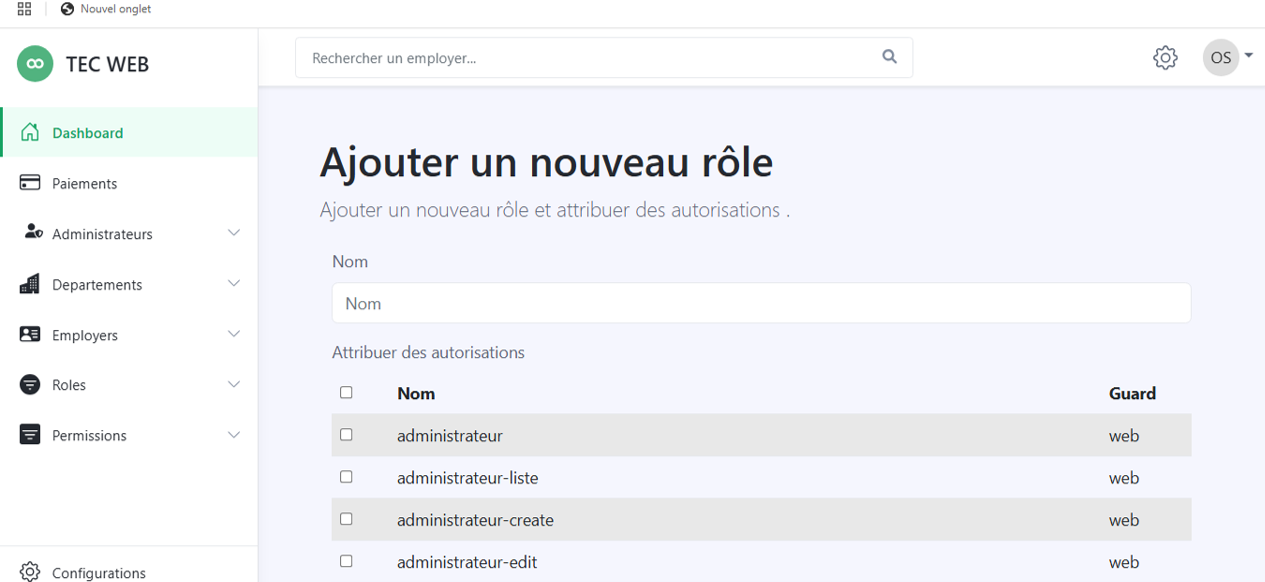 Nouvel onglet
TEC WEB
Rechercher un employer...
OS
Dashboard
Paiements
Administrateurs
Departements
Employers
Roles
Permissions
Configurations
Ajouter un nouveau rôle
Ajouter un nouveau rôle et attribuer des autorisations .
Nom
Nom
Attribuer des autorisations
Nom Guard
administrateur web
administrateur-liste web
administrateur-create web
administrateur-edit web